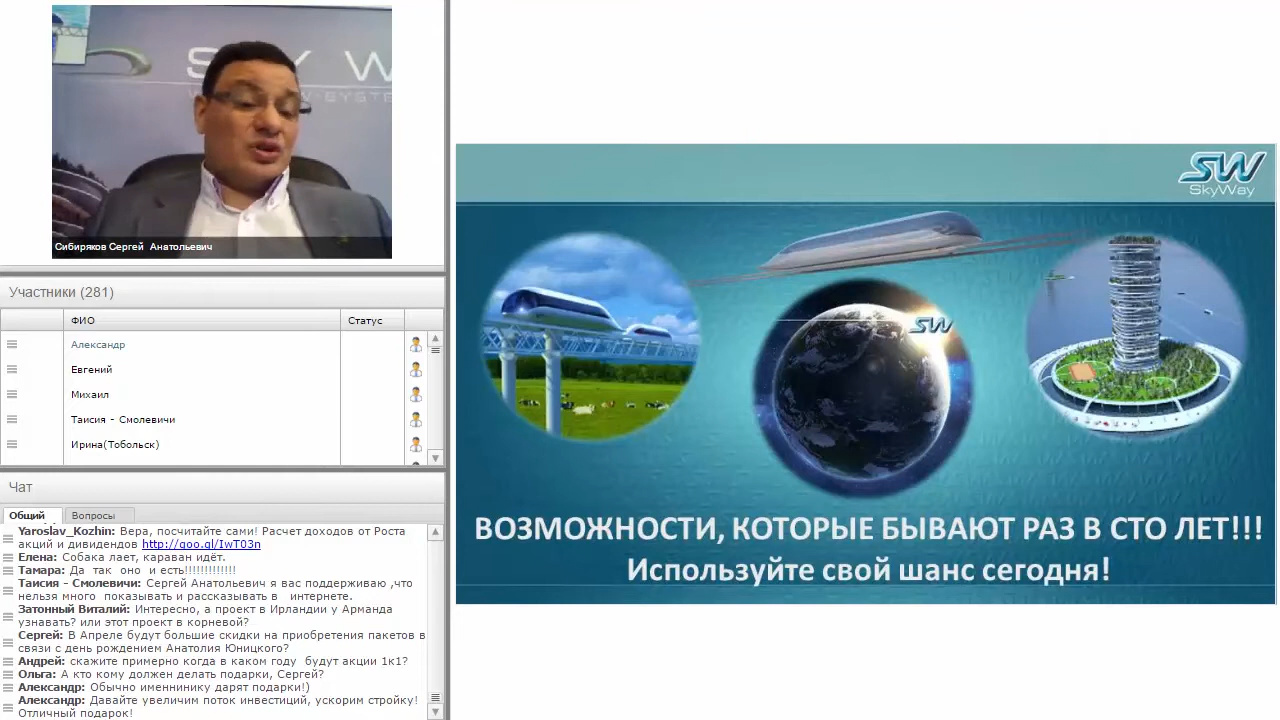 SKY W
W SYSTE
Сибиряков Сергей Анатольевич
Участники (281)
ФИО
Статус
Александр
Евгений
Михаил
Таисия - Смолевичи
Ирина(Тобольск)
Чат
Общий
Вопросы
Yaroslav_Kozhin: Вера, посчитайте сами! Расчет доходов от Роста
акций и дивидендов http://goo.gl/IwT03n
Елена: Собака лает, караван идёт.
Тамара: Да так оно и есть!!!!!!!!!!!!!
Таисия - Смолевичи: Сергей Анатольевич я вас поддерживаю ,что
нельзя много показывать и рассказывать в интернете.
Затонный Виталий: Интересно, а проект в Ирландии у Арманда
узнавать? или этот проект в корневой?
Сергей: В Апреле будут большие скидки на приобретения пакетов в
связи с день рождением Анатолия Юницкого?
Андрей: скажите примерно когда в каком году будут акции 1к1?
Ольга: А кто кому должен делать подарки, Сергей?
Александр: Обычно именнинику дарят подарки!)
Александр: Давайте увеличим поток инвестиций, ускорим стройку!
Отличный подарок!
SW
SkyWay
SW
ВОЗМОЖНОСТИ, КОТОРЫЕ БЫВАЮТ РАЗ В СТО ЛЕТ!!!
Используйте свой шанс сегодня!